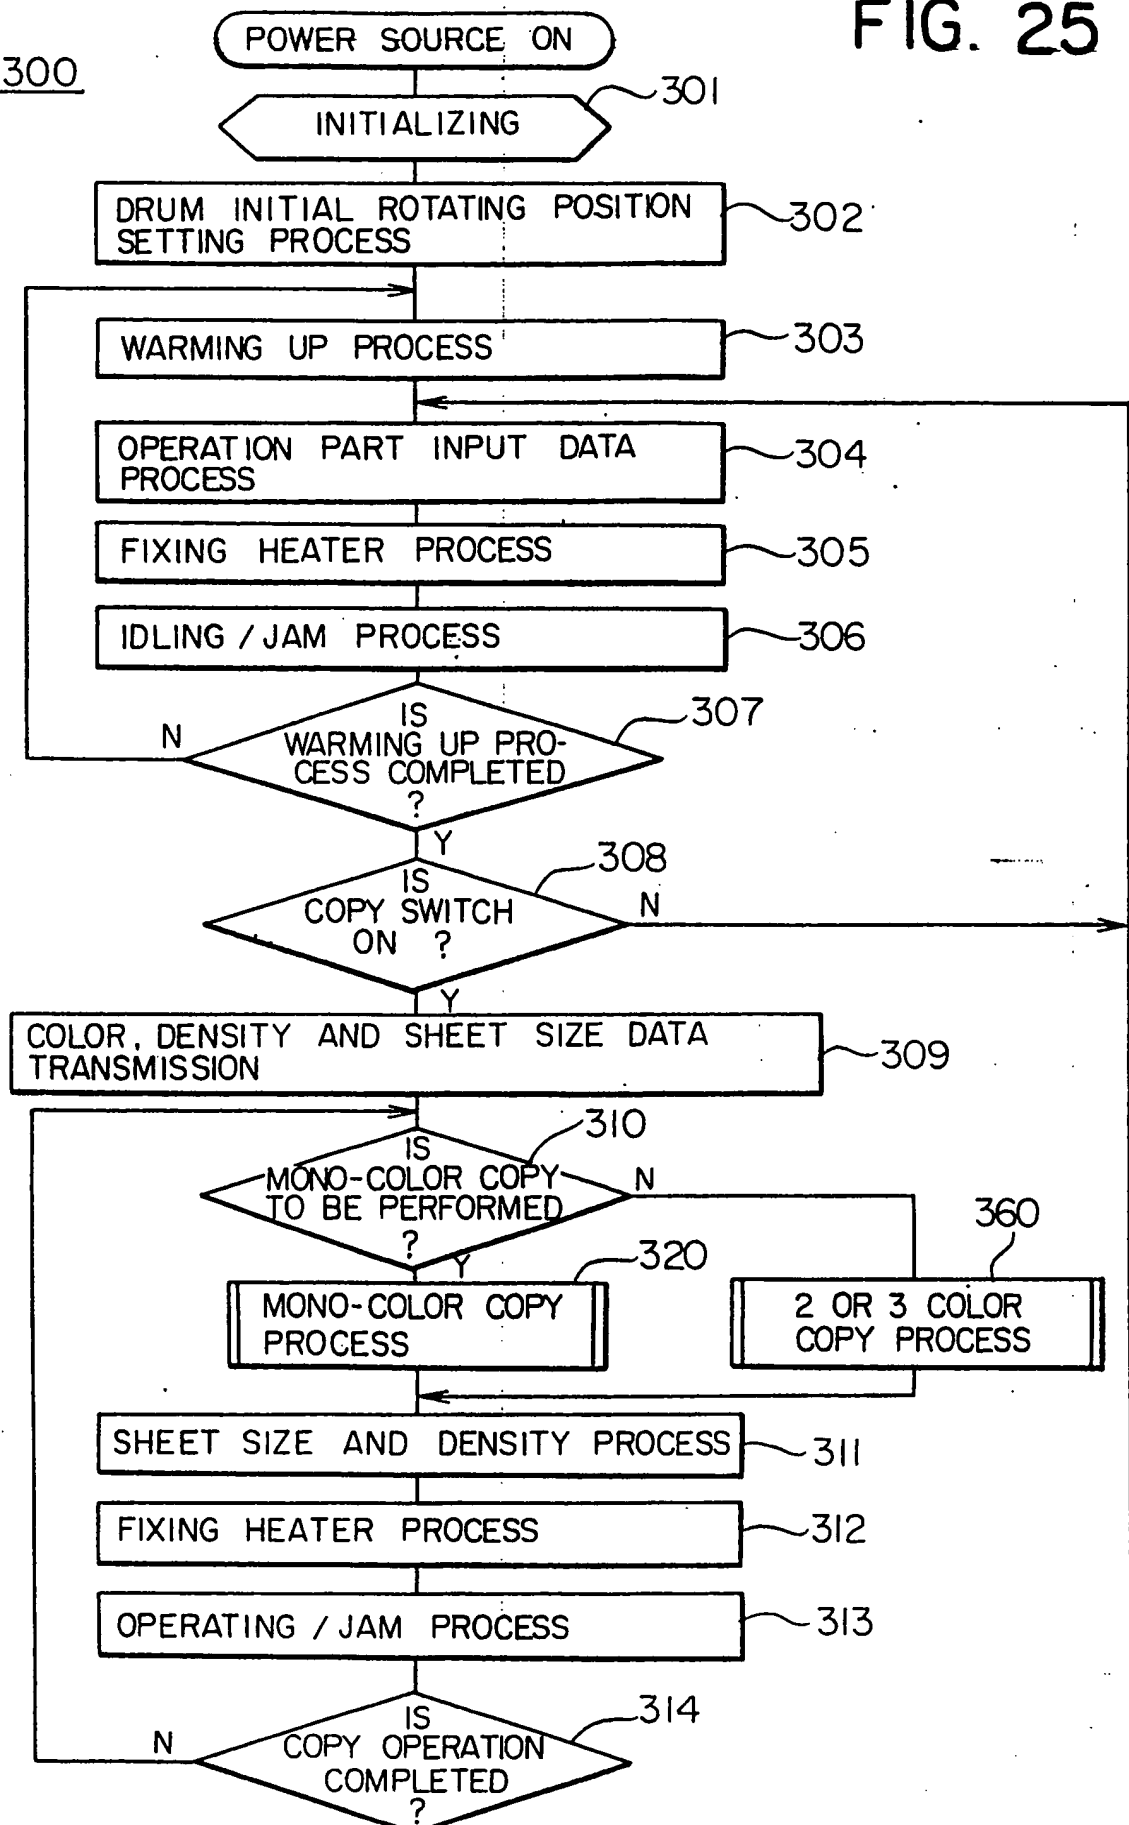 FIG. 25
300
POWER SOURCE ON
INITIALIZING
301
DRUM INITIAL ROTATING POSITION
SETTING PROCESS
302
WARMING UP PROCESS
303
OPERATION PART INPUT DATA
PROCESS
304
FIXING HEATER PROCESS
305
IDLING / JAM PROCESS
306
IS
WARMING UP PRO-
CESS COMPLETED
?
307
N
Y
IS
COPY SWITCH
ON ?
308
N
Y
COLOR, DENSITY AND SHEET SIZE DATA
TRANSMISSION
309
IS
MONO-COLOR COPY
TO BE PERFORMED
?
310
N
Y
MONO-COLOR COPY
PROCESS
320
2 OR 3 COLOR
COPY PROCESS
360
SHEET SIZE AND DENSITY PROCESS
311
FIXING HEATER PROCESS
312
OPERATING / JAM PROCESS
313
IS
COPY OPERATION
COMPLETED
?
314
N